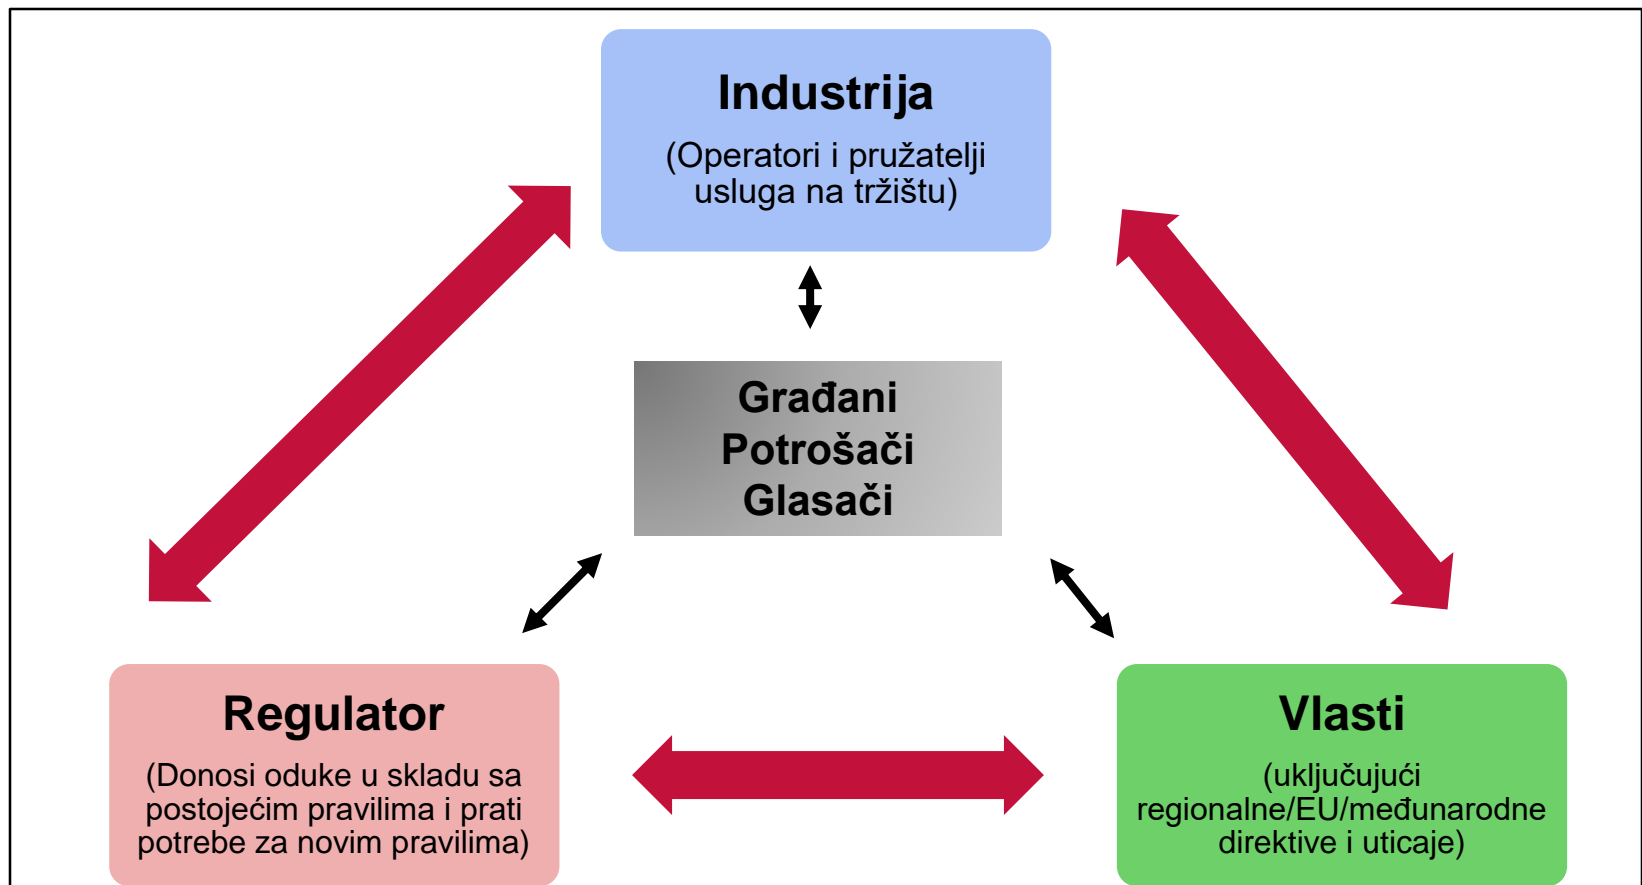 Industrija
(Operatori i pružatelji
usluga na tržištu)
Građani
Potrošači
Glasači
Regulator
(Donosi oduke u skladu sa
postojećim pravilima i prati
potrebe za novim pravilima)
Vlasti
(uključujući
regionalne/EU/međunarodne
direktive i uticaje)